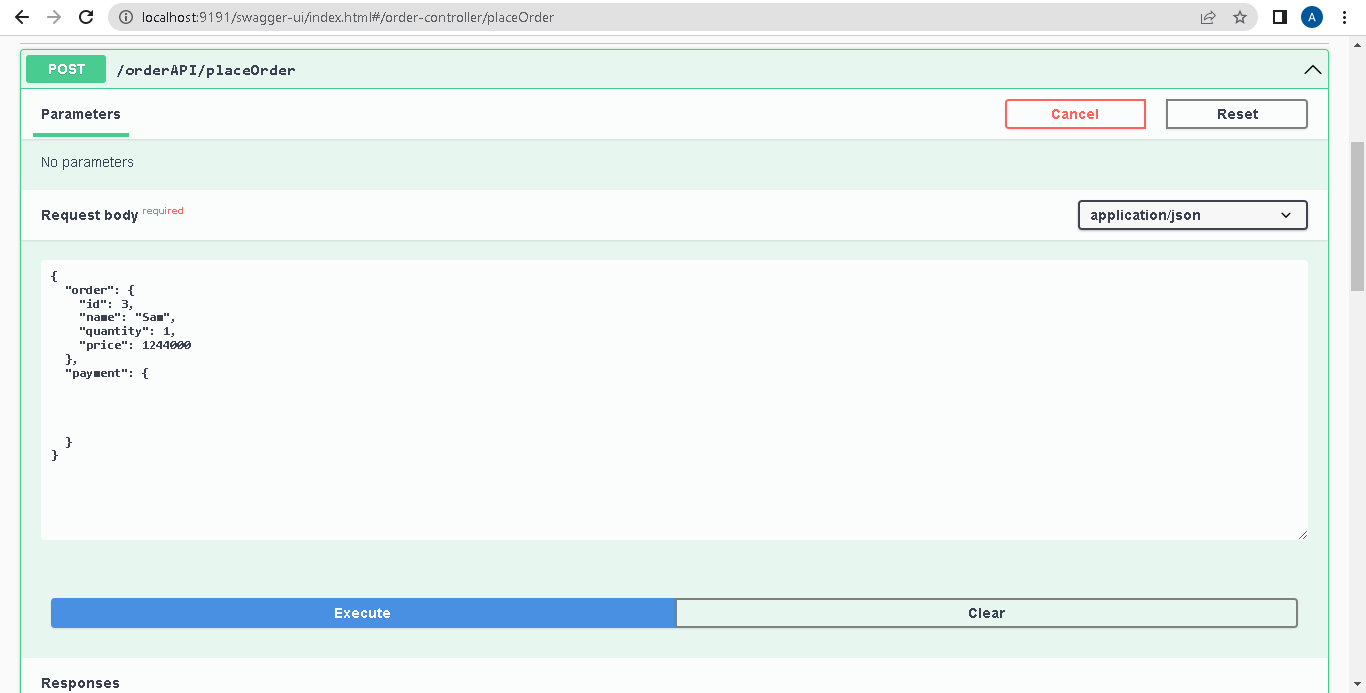 localhost:9191/swagger-ui/index.html#/order-controller/placeOrder
A
POST /orderAPI/placeOrder
Parameters
Cancel
Reset
No parameters
Request body required
application/json
{
"order": {
"id": 3,
"name": "Sam",
"quantity": 1,
"price": 1244000
},
"payment": {
}
}
Execute
Clear
Responses